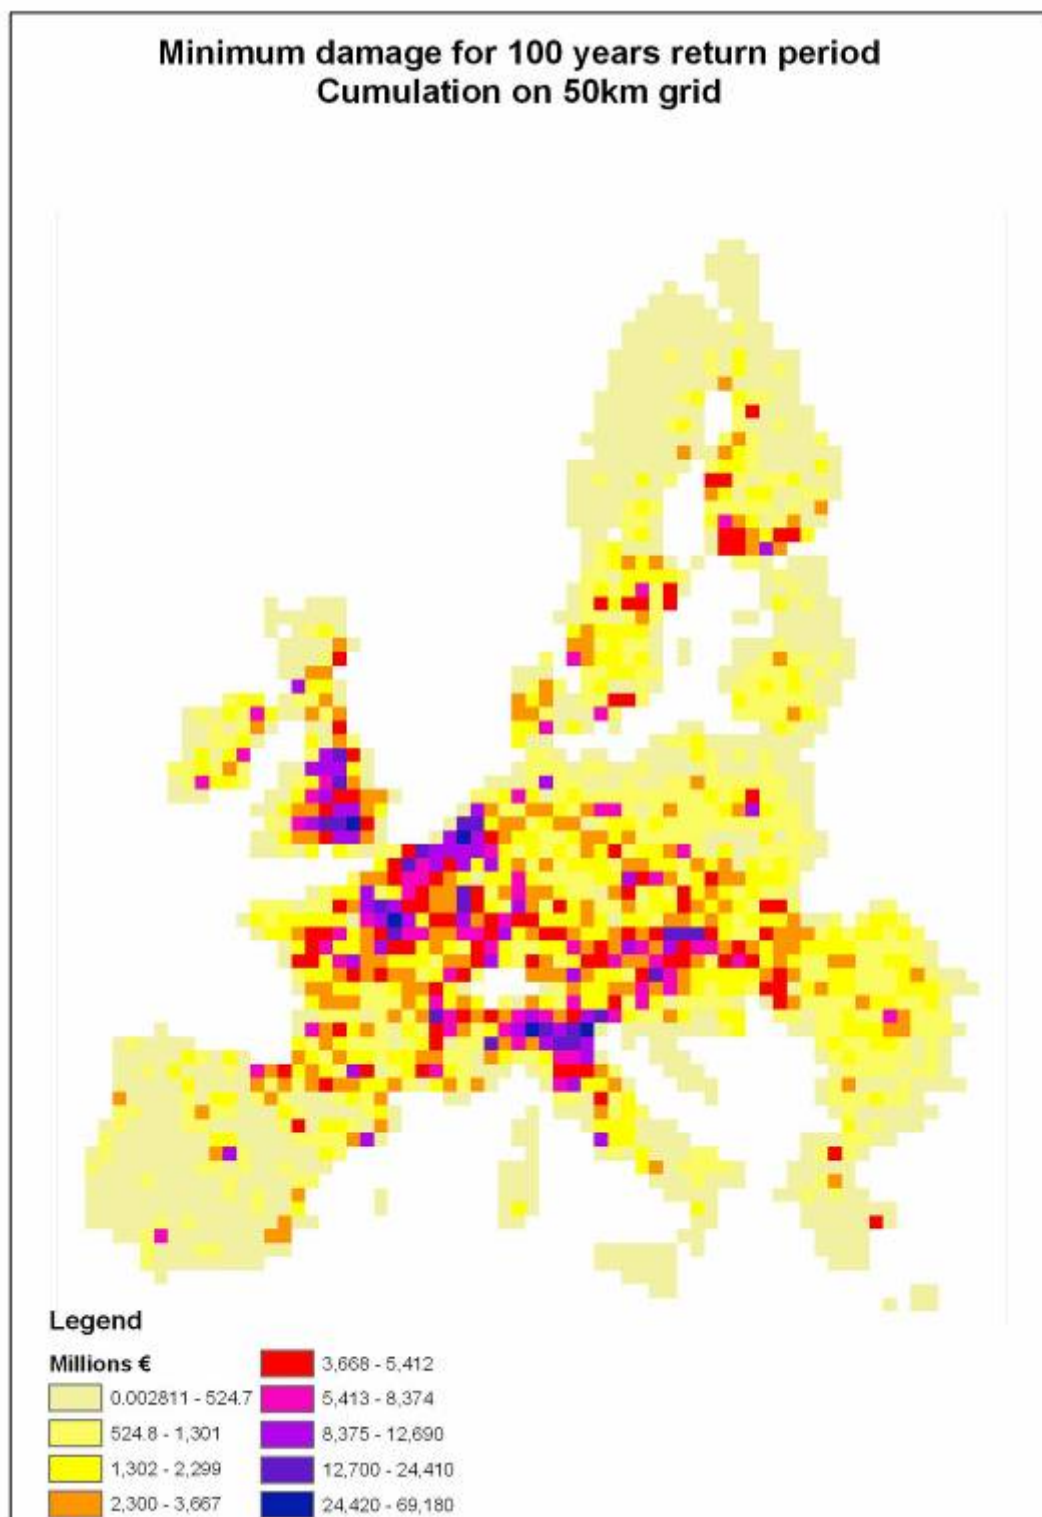 Minimum damage for 100 years return period
Cumulation on 50km grid
Legend
Millions €
0.002811 - 524.7
524.8 - 1,301
1,302 - 2,299
2,300 - 3,667
3,668 - 5,412
5,413 - 8,374
8,375 - 12,690
12,700 - 24,410
24,420 - 69,180